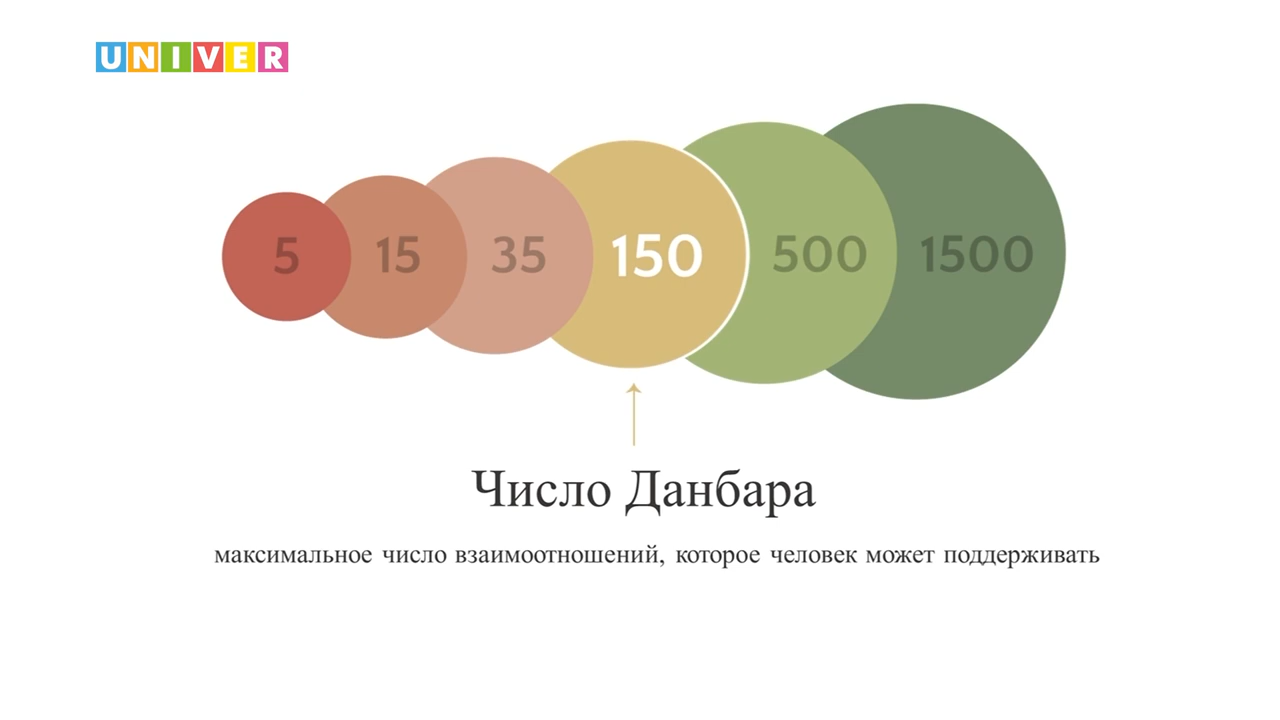 UNIVER
5 15 35 150 500 1500
Число Данбара
максимальное число взаимоотношений, которое человек может поддерживать